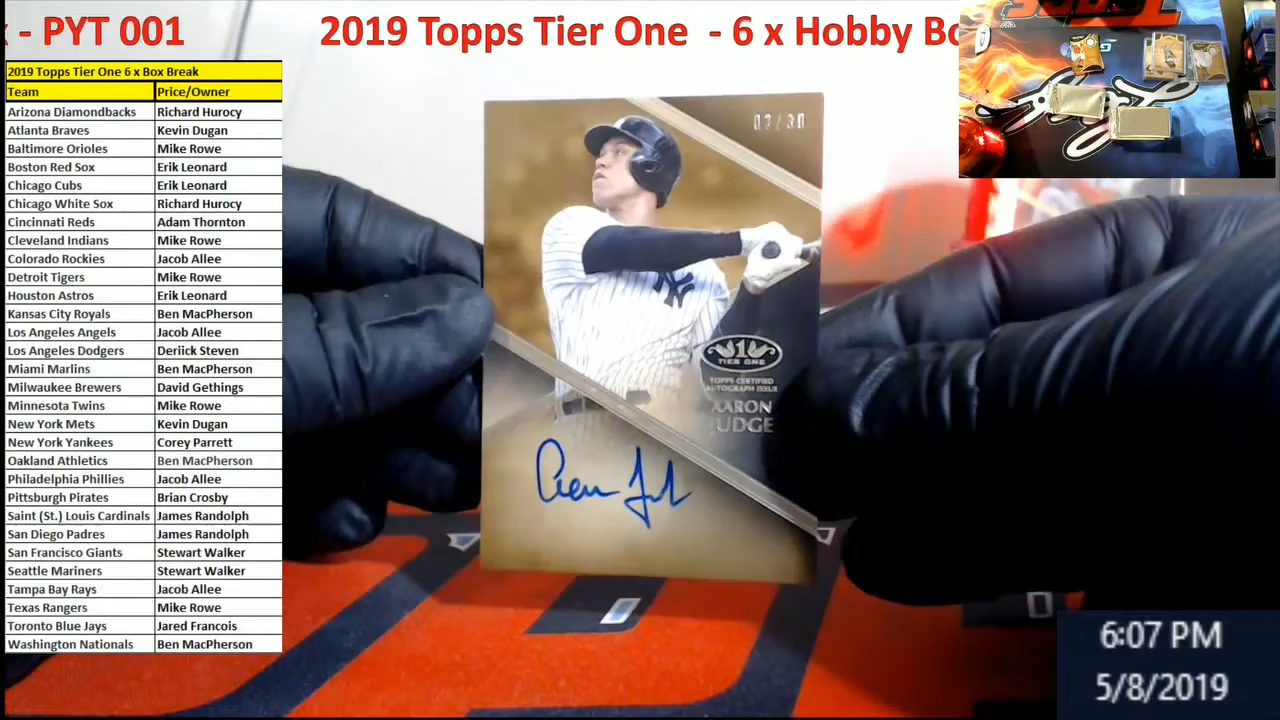 - PYT 001 2019 Topps Tier One - 6 x Hobby Bo
2019 Topps Tier One 6 x Box Break
Team Price/Owner
Arizona Diamondbacks Richard Hurocy
Atlanta Braves Kevin Dugan
Baltimore Orioles Mike Rowe
Boston Red Sox Erik Leonard
Chicago Cubs Erik Leonard
Chicago White Sox Richard Hurocy
Cincinnati Reds Adam Thornton
Cleveland Indians Mike Rowe
Colorado Rockies Jacob Allee
Detroit Tigers Mike Rowe
Houston Astros Erik Leonard
Kansas City Royals Ben MacPherson
Los Angeles Angels Jacob Allee
Los Angeles Dodgers Deriick Steven
Miami Marlins Ben MacPherson
Milwaukee Brewers David Gethings
Minnesota Twins Mike Rowe
New York Mets Kevin Dugan
New York Yankees Corey Parrett
Oakland Athletics Ben MacPherson
Philadelphia Phillies Jacob Allee
Pittsburgh Pirates Brian Crosby
Saint (St.) Louis Cardinals James Randolph
San Diego Padres James Randolph
San Francisco Giants Stewart Walker
Seattle Mariners Stewart Walker
Tampa Bay Rays Jacob Allee
Texas Rangers Mike Rowe
Toronto Blue Jays Jared Francois
Washington Nationals Ben MacPherson
NY
1
TIER ONE
TOPPS CERTIFIED
AUTOGRAPH ISSUE
AARON
JUDGE
6:07 PM
5/8/2019